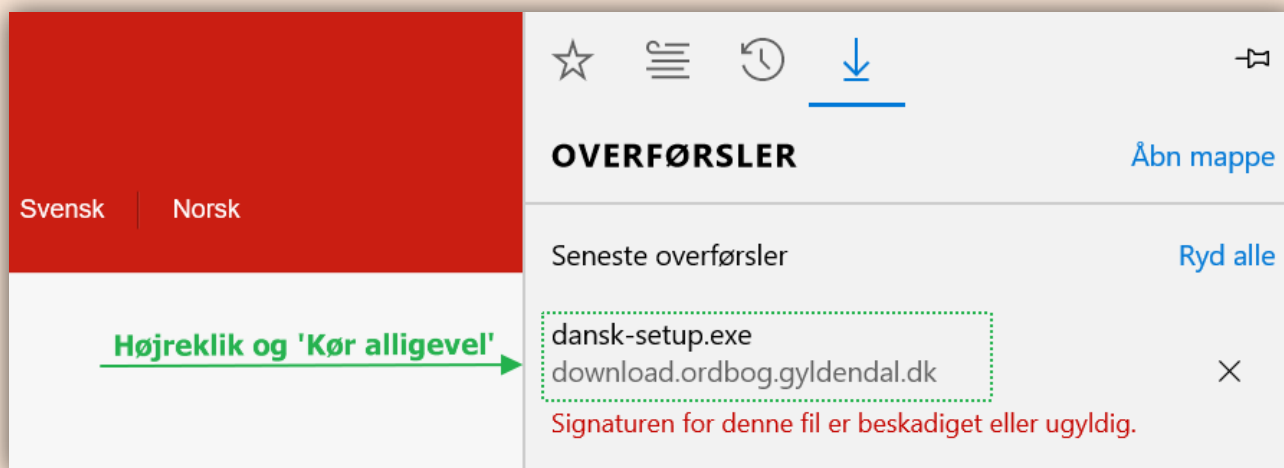 Svensk
Norsk
Højreklik og 'Kør alligevel'
OVERFØRSLER
Åbn mappe
Seneste overførsler
Ryd alle
dansk-setup.exe
download.ordbog.gyldendal.dk
Signaturen for denne fil er beskadiget eller ugyldig.